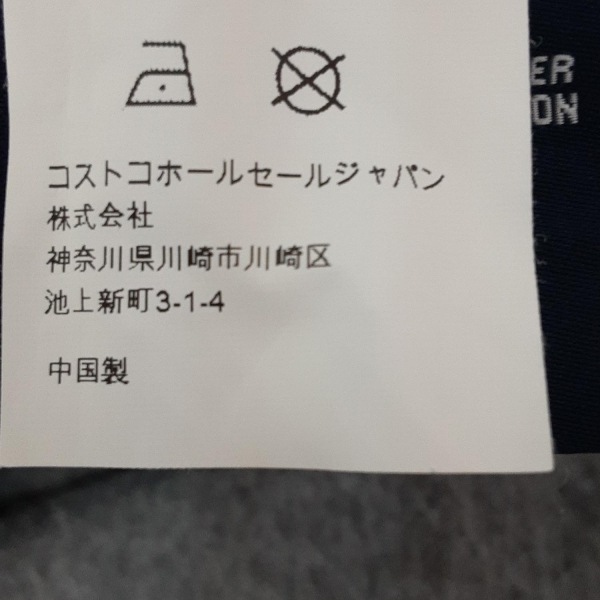 コストコホールセールジャパン
株式会社
神奈川県川崎市川崎区
池上新町3-1-4
中国製
ER
ON